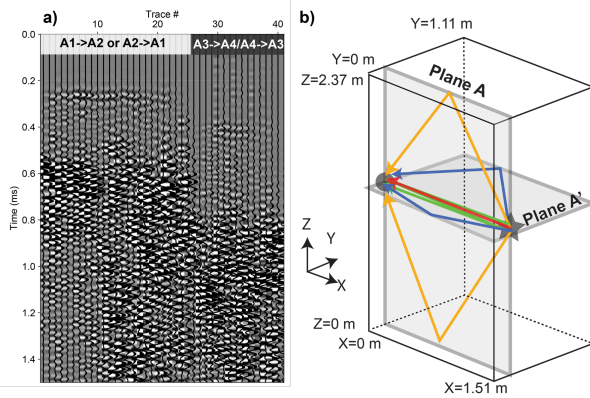 a)
Trace #
10
20
30
40
A1->A2 or A2->A1
A3->A4/A4->A3
0.0
0.2
0.4
0.6
0.8
1.0
1.2
1.4
Time (ms)
b)
Y=1.11 m
Y=0 m
Z=2.37 m
Plane A
Plane A'
Z
Y
X
Z=0 m
X=0 m
X=1.51 m